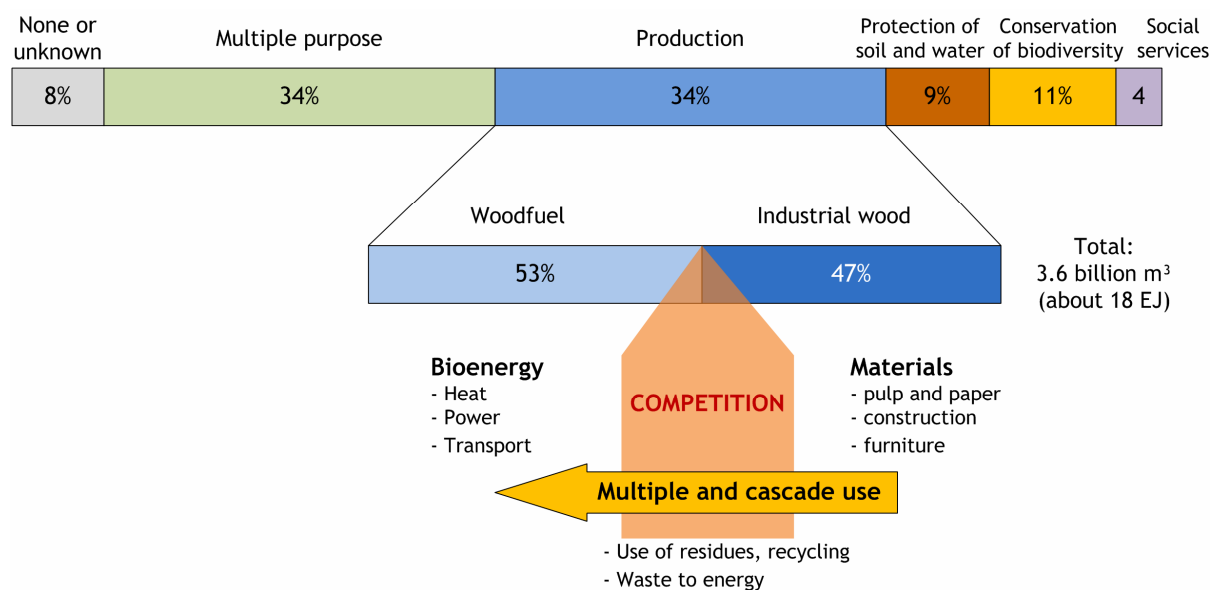 None or
unknown
Multiple purpose
Production
Protection of
soil and water
Conservation
of biodiversity
Social
services
8%
34%
34%
9%
11%
4
Woodfuel
Industrial wood
53%
47%
Total:
3.6 billion m³
(about 18 EJ)
Bioenergy
- Heat
- Power
- Transport
COMPETITION
Materials
- pulp and paper
- construction
- furniture
Multiple and cascade use
- Use of residues, recycling
- Waste to energy